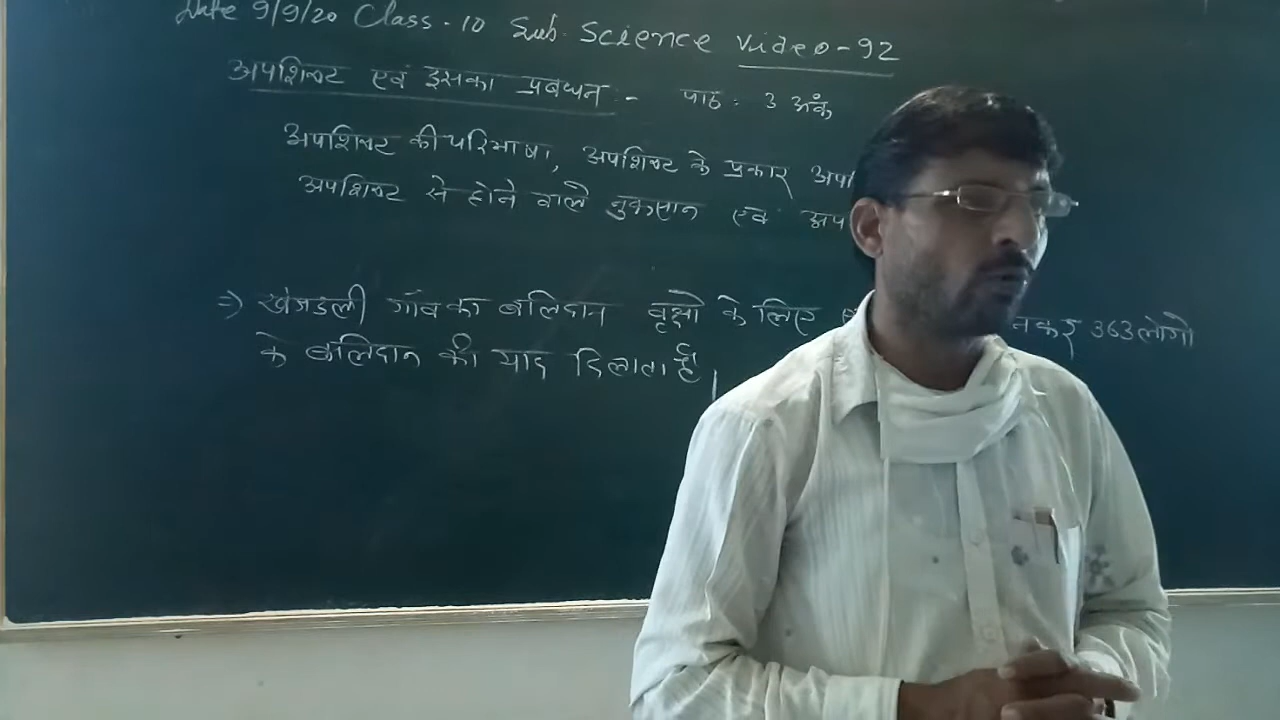 Date 9/9/20 Class - 10 Sub. Science Video - 92
अपशिष्ट एवं इसका प्रबन्धन :- पाठ : 3 अंक
अपशिष्ट की परिभाषा, अपशिष्ट के प्रकार
अपशिष्ट से होने वाले नुकसान एवं
=> खेजडली गाँव का बलिदान वृक्षो के लिए 363 लोगो
के बलिदान की याद दिलाता है।